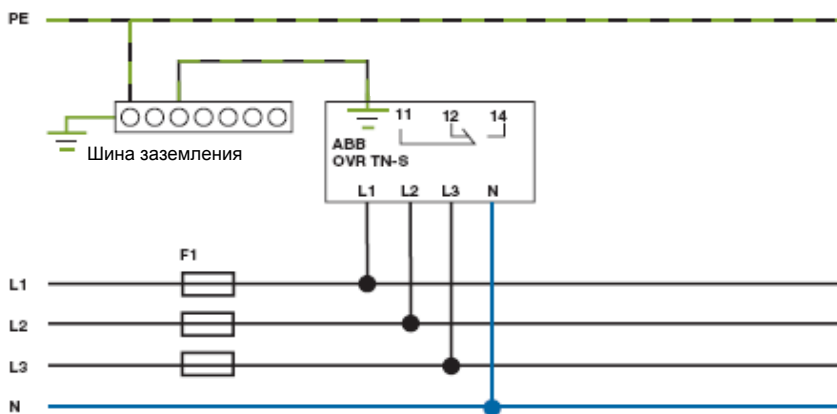 PE
11 12 14
Шина заземления
ABB
OVR TN-S
L1 L2 L3 N
F1
L1
L2
L3
N